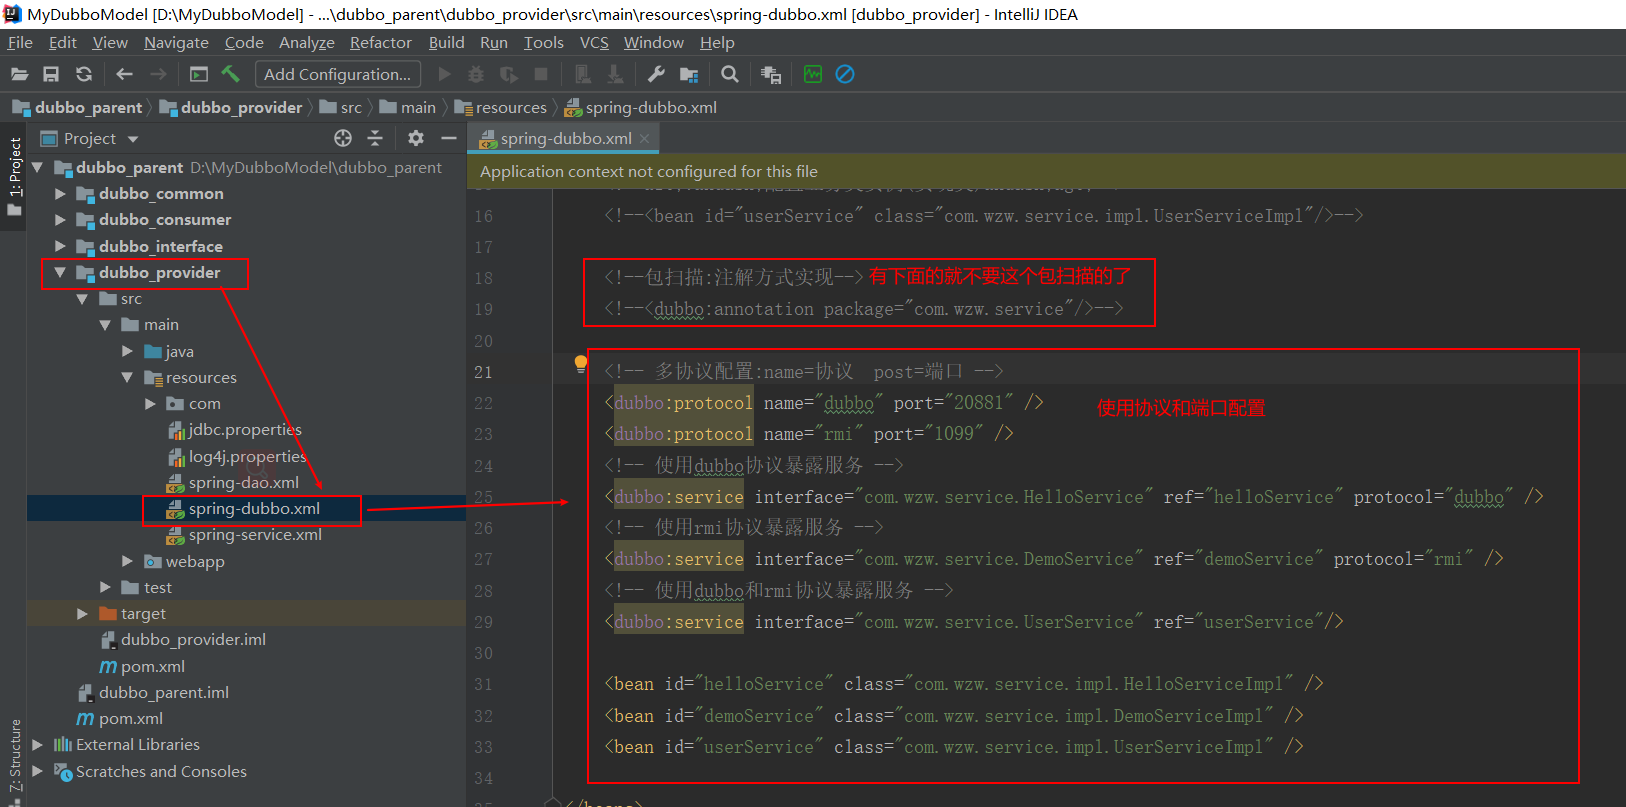 MyDubboModel [D:\MyDubboModel] - ...\dubbo_parent\dubbo_provider\src\main\resources\spring-dubbo.xml [dubbo_provider] - IntelliJ IDEA
File Edit View Navigate Code Analyze Refactor Build Run Tools VCS Window Help
Add Configuration...
dubbo_parent dubbo_provider src main resources spring-dubbo.xml
1: Project
Project
dubbo_parent D:\MyDubboModel\dubbo_parent
dubbo_common
dubbo_consumer
dubbo_interface
dubbo_provider
src
main
java
resources
com
jdbc.properties
log4j.properties
spring-dao.xml
spring-dubbo.xml
spring-service.xml
webapp
test
target
dubbo_provider.iml
pom.xml
dubbo_parent.iml
pom.xml
External Libraries
Scratches and Consoles
7: Structure
spring-dubbo.xml
Application context not configured for this file
16 <!--<bean id="userService" class="com.wzw.service.impl.UserServiceImpl"/>-->
17
18 <!--包扫描:注解方式实现--> 有下面的就不要这个包扫描的了
19 <!--<dubbo:annotation package="com.wzw.service"/>-->
20
21 <!-- 多协议配置:name=协议  post=端口 -->
22 <dubbo:protocol name="dubbo" port="20881" /> 使用协议和端口配置
23 <dubbo:protocol name="rmi" port="1099" />
24 <!-- 使用dubbo协议暴露服务 -->
25 <dubbo:service interface="com.wzw.service.HelloService" ref="helloService" protocol="dubbo" />
26 <!-- 使用rmi协议暴露服务 -->
27 <dubbo:service interface="com.wzw.service.DemoService" ref="demoService" protocol="rmi" />
28 <!-- 使用dubbo和rmi协议暴露服务 -->
29 <dubbo:service interface="com.wzw.service.UserService" ref="userService"/>
30
31 <bean id="helloService" class="com.wzw.service.impl.HelloServiceImpl" />
32 <bean id="demoService" class="com.wzw.service.impl.DemoServiceImpl" />
33 <bean id="userService" class="com.wzw.service.impl.UserServiceImpl" />
34